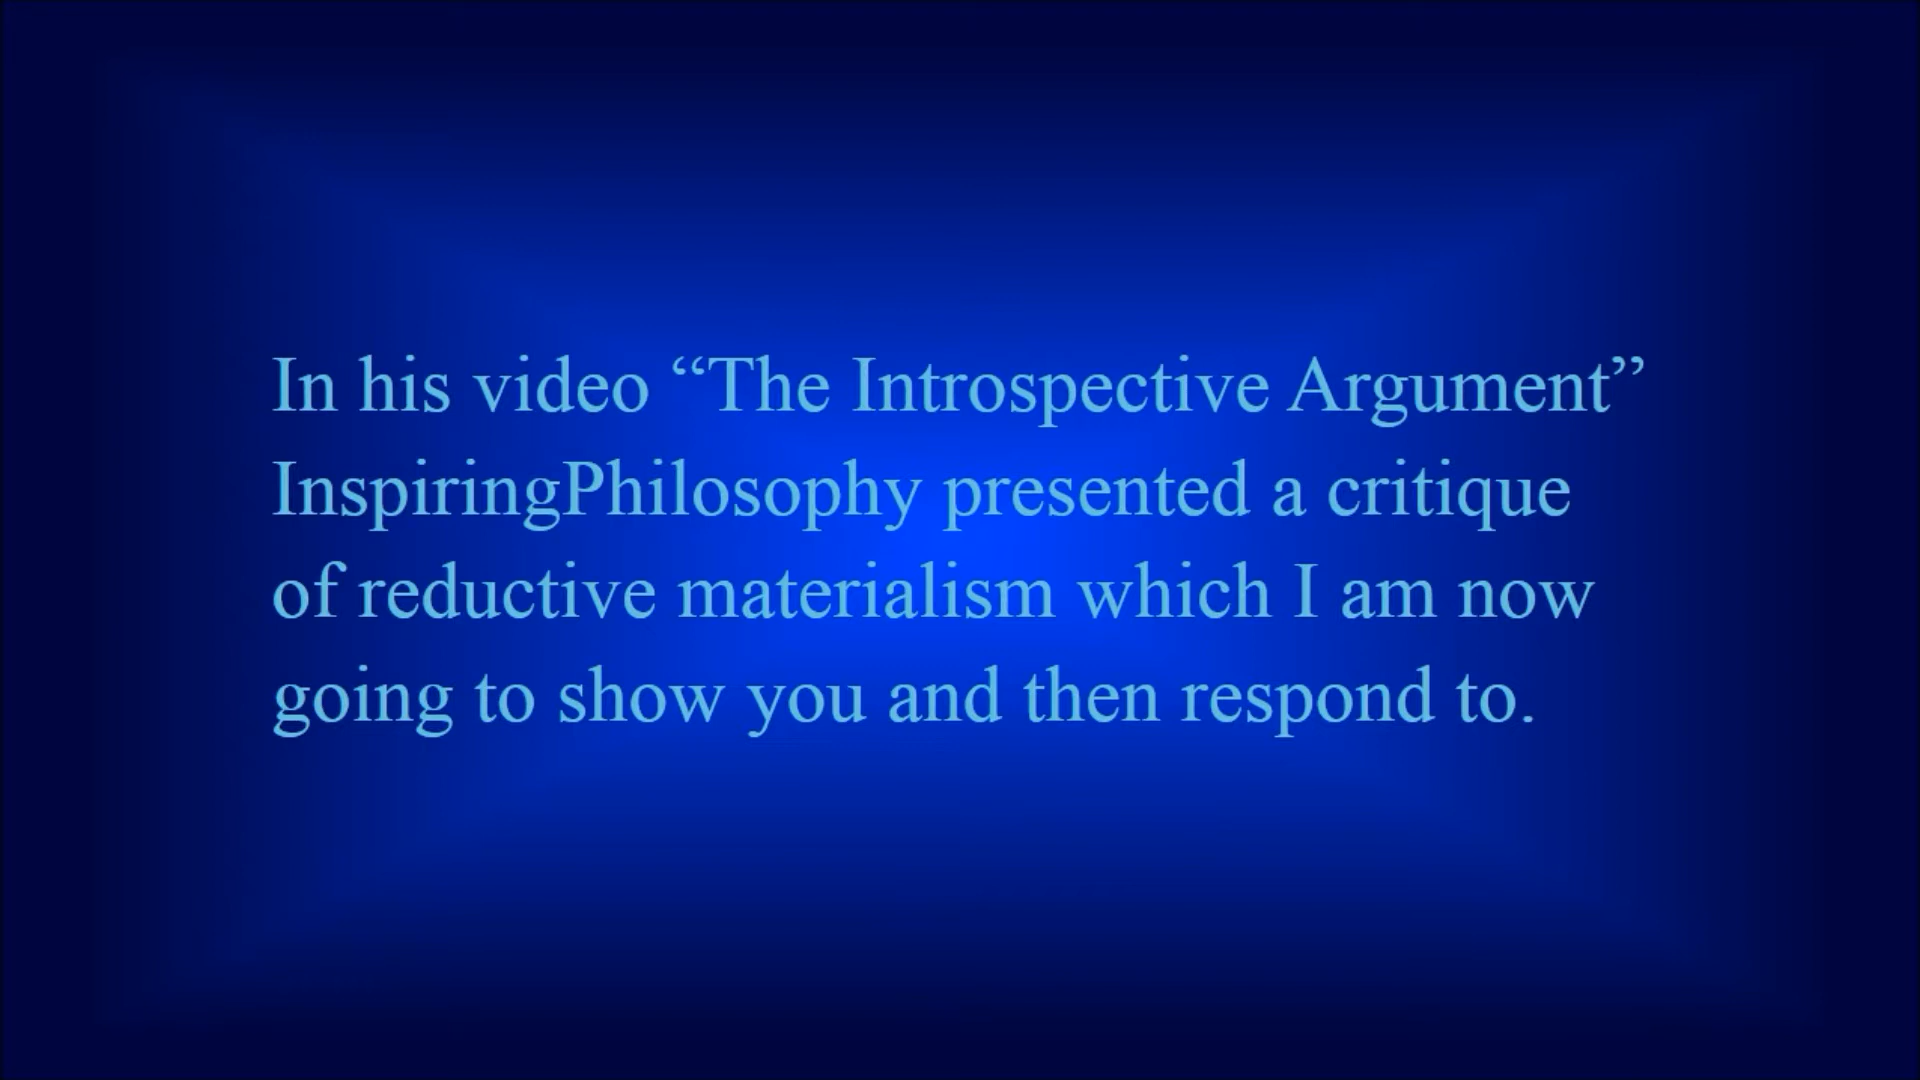 In his video “The Introspective Argument”
InspiringPhilosophy presented a critique
of reductive materialism which I am now
going to show you and then respond to.